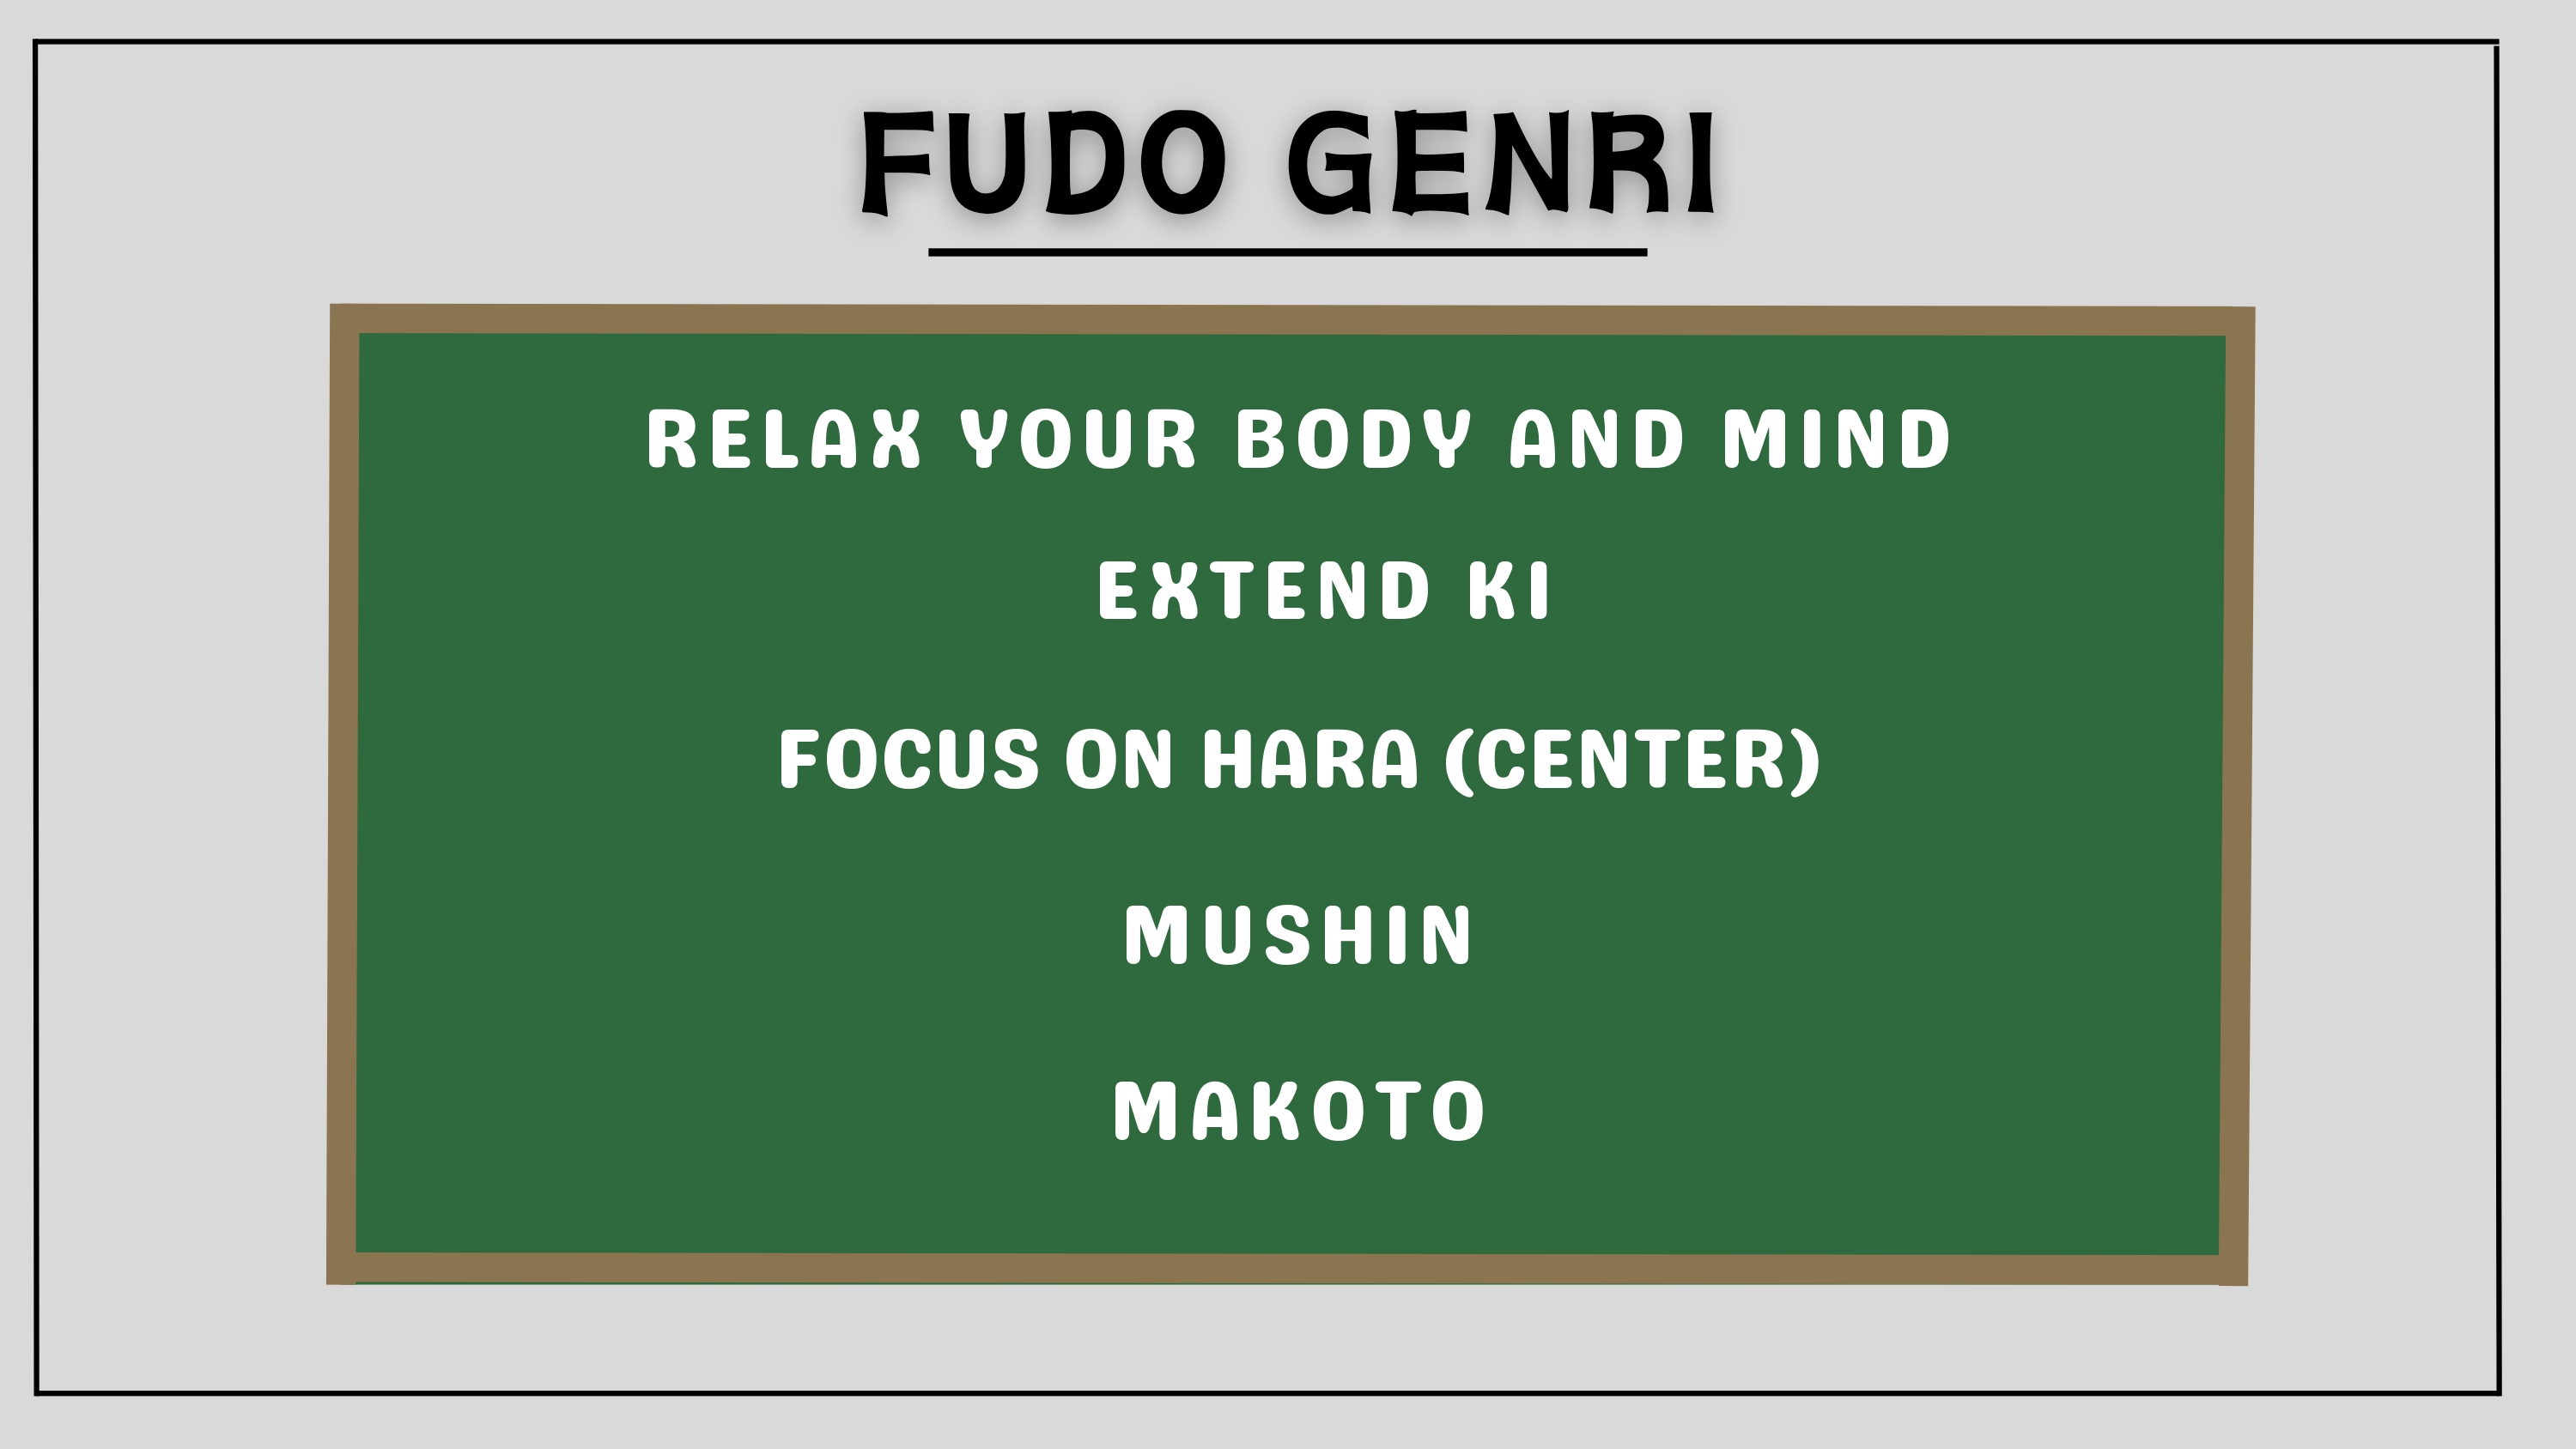 FUDO GENRI
RELAX YOUR BODY AND MIND
EXTEND KI
FOCUS ON HARA (CENTER)
MUSHIN
MAKOTO